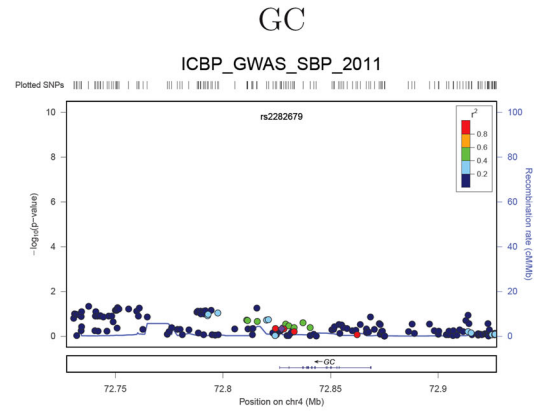 GC
ICBP_GWAS_SBP_2011
Plotted SNPs
rs2282679
r²
0.8
0.6
0.4
0.2
10
8
6
4
2
0
−log₁₀(p−value)
100
80
60
40
20
0
Recombination rate (cM/Mb)
←GC
72.75
72.8
72.85
72.9
Position on chr4 (Mb)